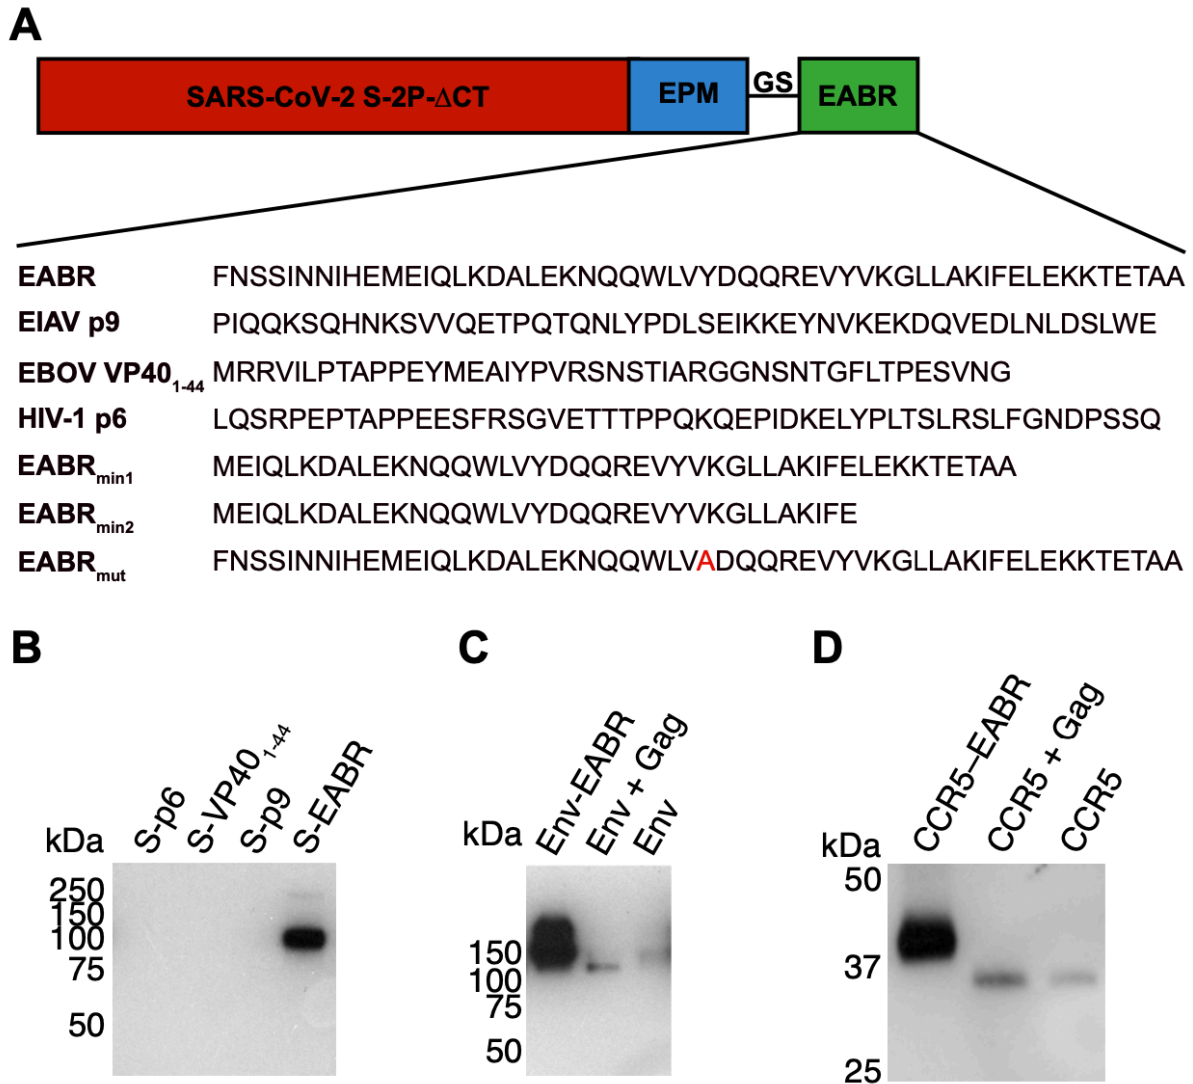 A
SARS-CoV-2 S-2P-ΔCT EPM GS EABR
EABR FNSSINNIHEMEIQLKDALEKNQQWLVYDQQREVYVKGLLAKIFELEKKTETAA
EIAV p9 PIQQKSQHNKSVVQETPQTQNLYPDLSEIKKEYNVKEKDQVEDLNLDSLWE
EBOV VP40₁₋₄₄ MRRVILPTAPPEYMEAIYPVRSNSTIARGGNSNTGFLTPESVNG
HIV-1 p6 LQSRPEPTAPPEESFRSGVETTTPPQKQEPIDKELYPLTSLRSLFGNDPSSQ
EABRmin1 MEIQLKDALEKNQQWLVYDQQREVYVKGLLAKIFELEKKTETAA
EABRmin2 MEIQLKDALEKNQQWLVYDQQREVYVKGLLAKIFE
EABRmut FNSSINNIHEMEIQLKDALEKNQQWLVADQQREVYVKGLLAKIFELEKKTETAA
B
kDa S-p6 S-VP40₁₋₄₄ S-p9 S-EABR
250
150
100
75
50
C
kDa Env-EABR Env + Gag Env
150
100
75
50
D
kDa CCR5–EABR CCR5 + Gag CCR5
50
37
25